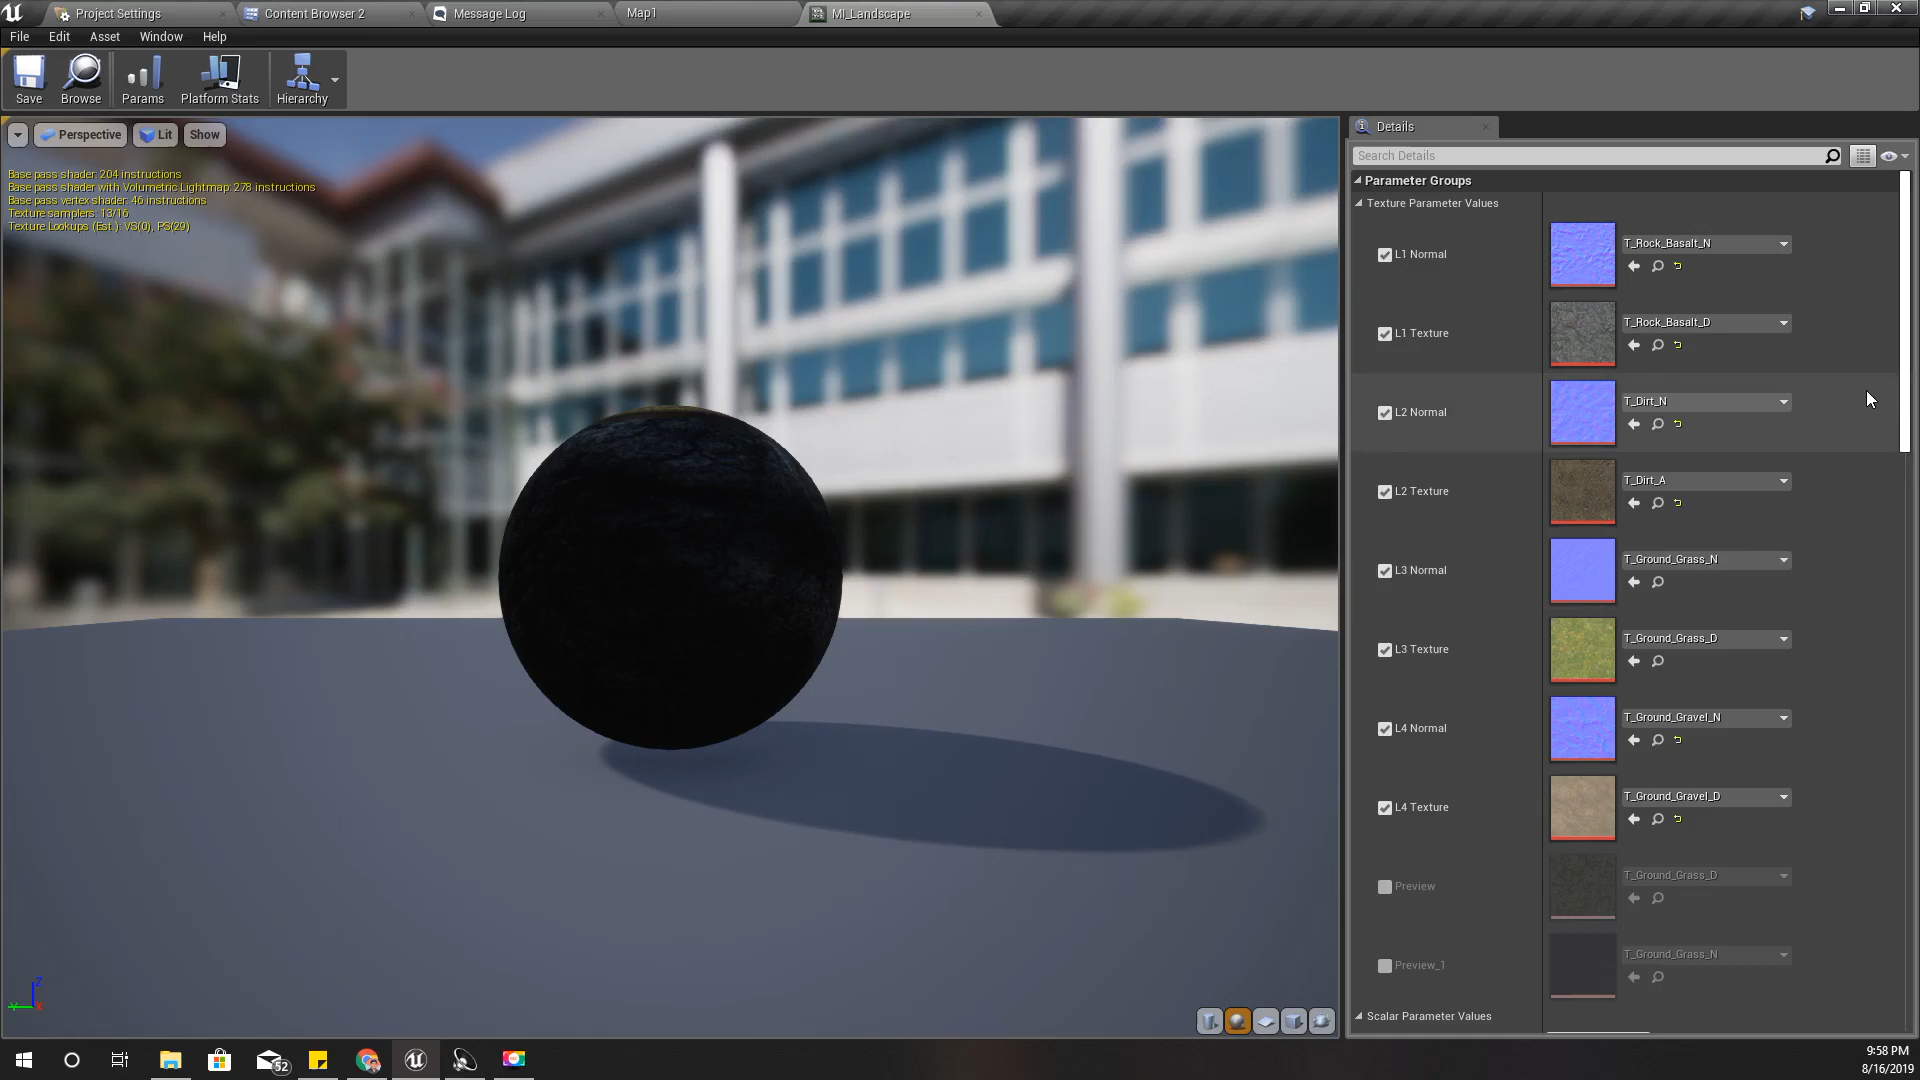 Project Settings
Content Browser 2
Message Log
Map1
MI_Landscape
File
Edit
Asset
Window
Help
Save
Browse
Params
Platform Stats
Hierarchy
Perspective
Lit
Show
Base pass shader: 204 instructions
Base pass shader with Volumetric Lightmap: 278 instructions
Base pass vertex shader: 46 instructions
Texture samplers: 13/16
Texture Lookups (Est.): VS(0), PS(29)
Details
Search Details
Parameter Groups
Texture Parameter Values
L1 Normal
T_Rock_Basalt_N
L1 Texture
T_Rock_Basalt_D
L2 Normal
T_Dirt_N
L2 Texture
T_Dirt_A
L3 Normal
T_Ground_Grass_N
L3 Texture
T_Ground_Grass_D
L4 Normal
T_Ground_Gravel_N
L4 Texture
T_Ground_Gravel_D
Preview
T_Ground_Grass_D
Preview_1
T_Ground_Grass_N
Scalar Parameter Values
Z
Y
X
52
9:58 PM
8/16/2019